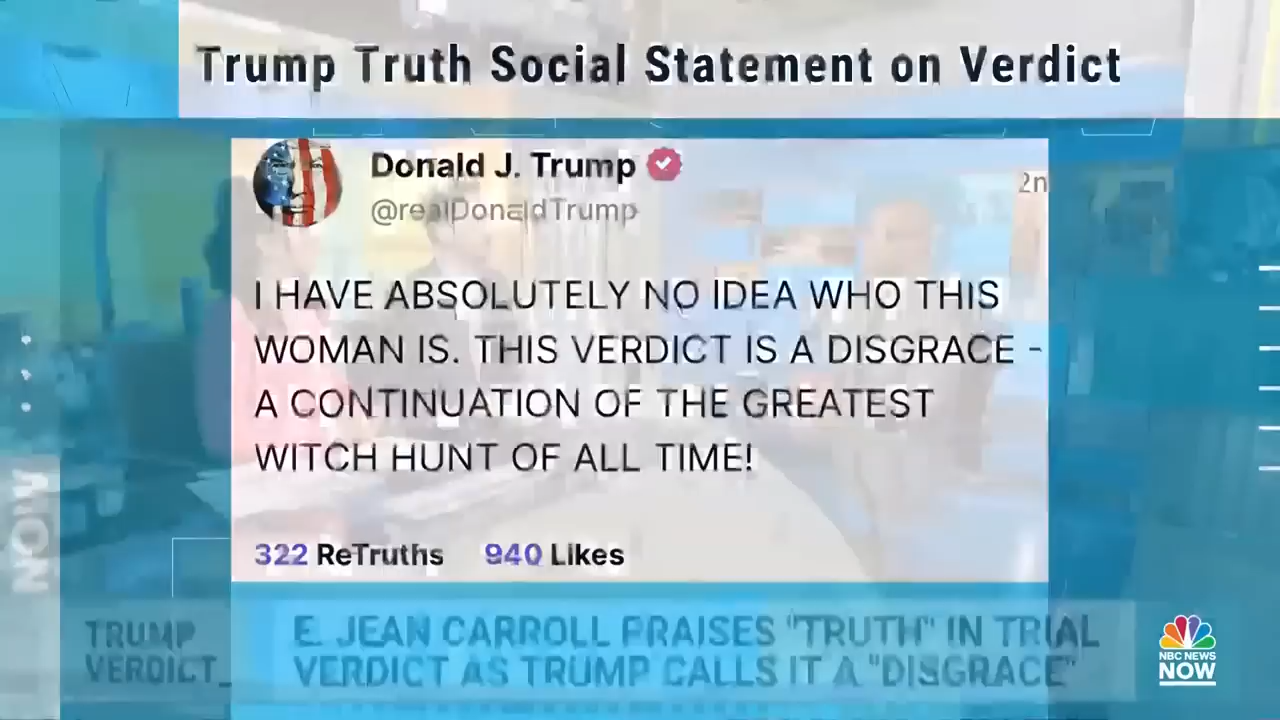 Trump Truth Social Statement on Verdict
Donald J. Trump
@realDonaldTrump
2n
I HAVE ABSOLUTELY NO IDEA WHO THIS
WOMAN IS. THIS VERDICT IS A DISGRACE -
A CONTINUATION OF THE GREATEST
WITCH HUNT OF ALL TIME!
322 ReTruths 940 Likes
NOW
TRUMP
VERDICT
E. JEAN CARROLL PRAISES "TRUTH" IN TRIAL
VERDICT AS TRUMP CALLS IT A "DISGRACE"
NBC NEWS
NOW